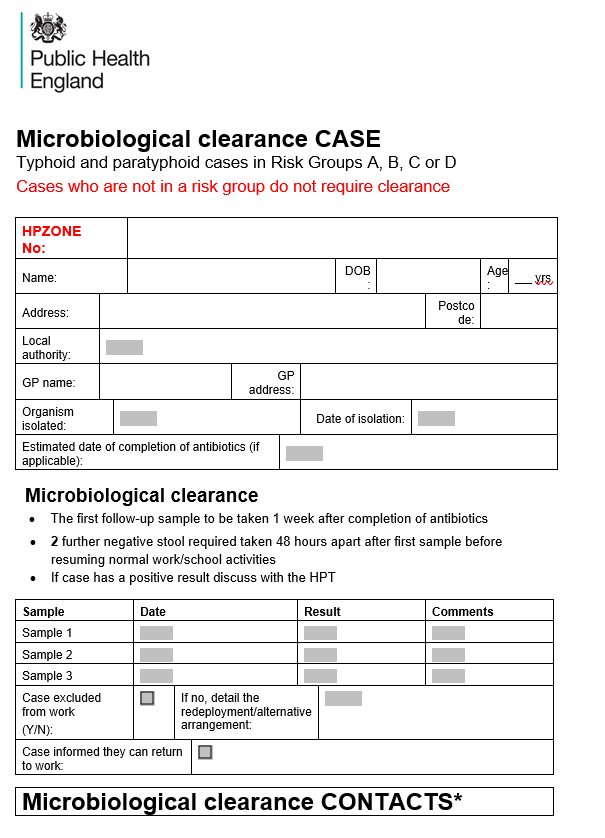 Public Health
England
Microbiological clearance CASE
Typhoid and paratyphoid cases in Risk Groups A, B, C or D
Cases who are not in a risk group do not require clearance
HPZONE
No:
Name:
DOB
:
Age
:
___ yrs
Address:
Postco
de:
Local
authority:
GP name:
GP
address:
Organism
isolated:
Date of isolation:
Estimated date of completion of antibiotics (if
applicable):
Microbiological clearance
• The first follow-up sample to be taken 1 week after completion of antibiotics
• 2 further negative stool required taken 48 hours apart after first sample before
resuming normal work/school activities
• If case has a positive result discuss with the HPT
Sample Date Result Comments
Sample 1
Sample 2
Sample 3
Case excluded
from work
(Y/N):
If no, detail the
redeployment/alternative
arrangement:
Case informed they can return
to work:
Microbiological clearance CONTACTS*